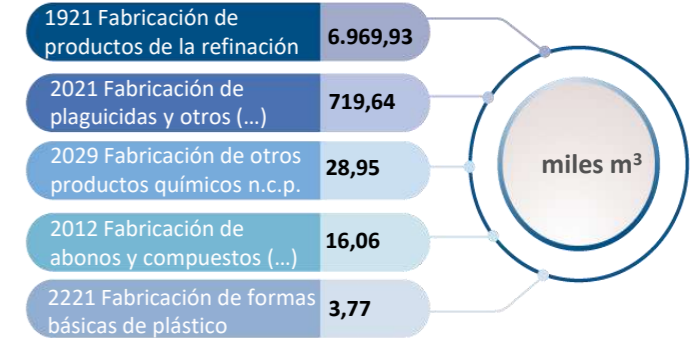 1921 Fabricación de
productos de la refinación
6.969,93
2021 Fabricación de
plaguicidas y otros (...)
719,64
2029 Fabricación de otros
productos químicos n.c.p.
28,95
2012 Fabricación de
abonos y compuestos (...)
16,06
2221 Fabricación de formas
básicas de plástico
3,77
miles m³